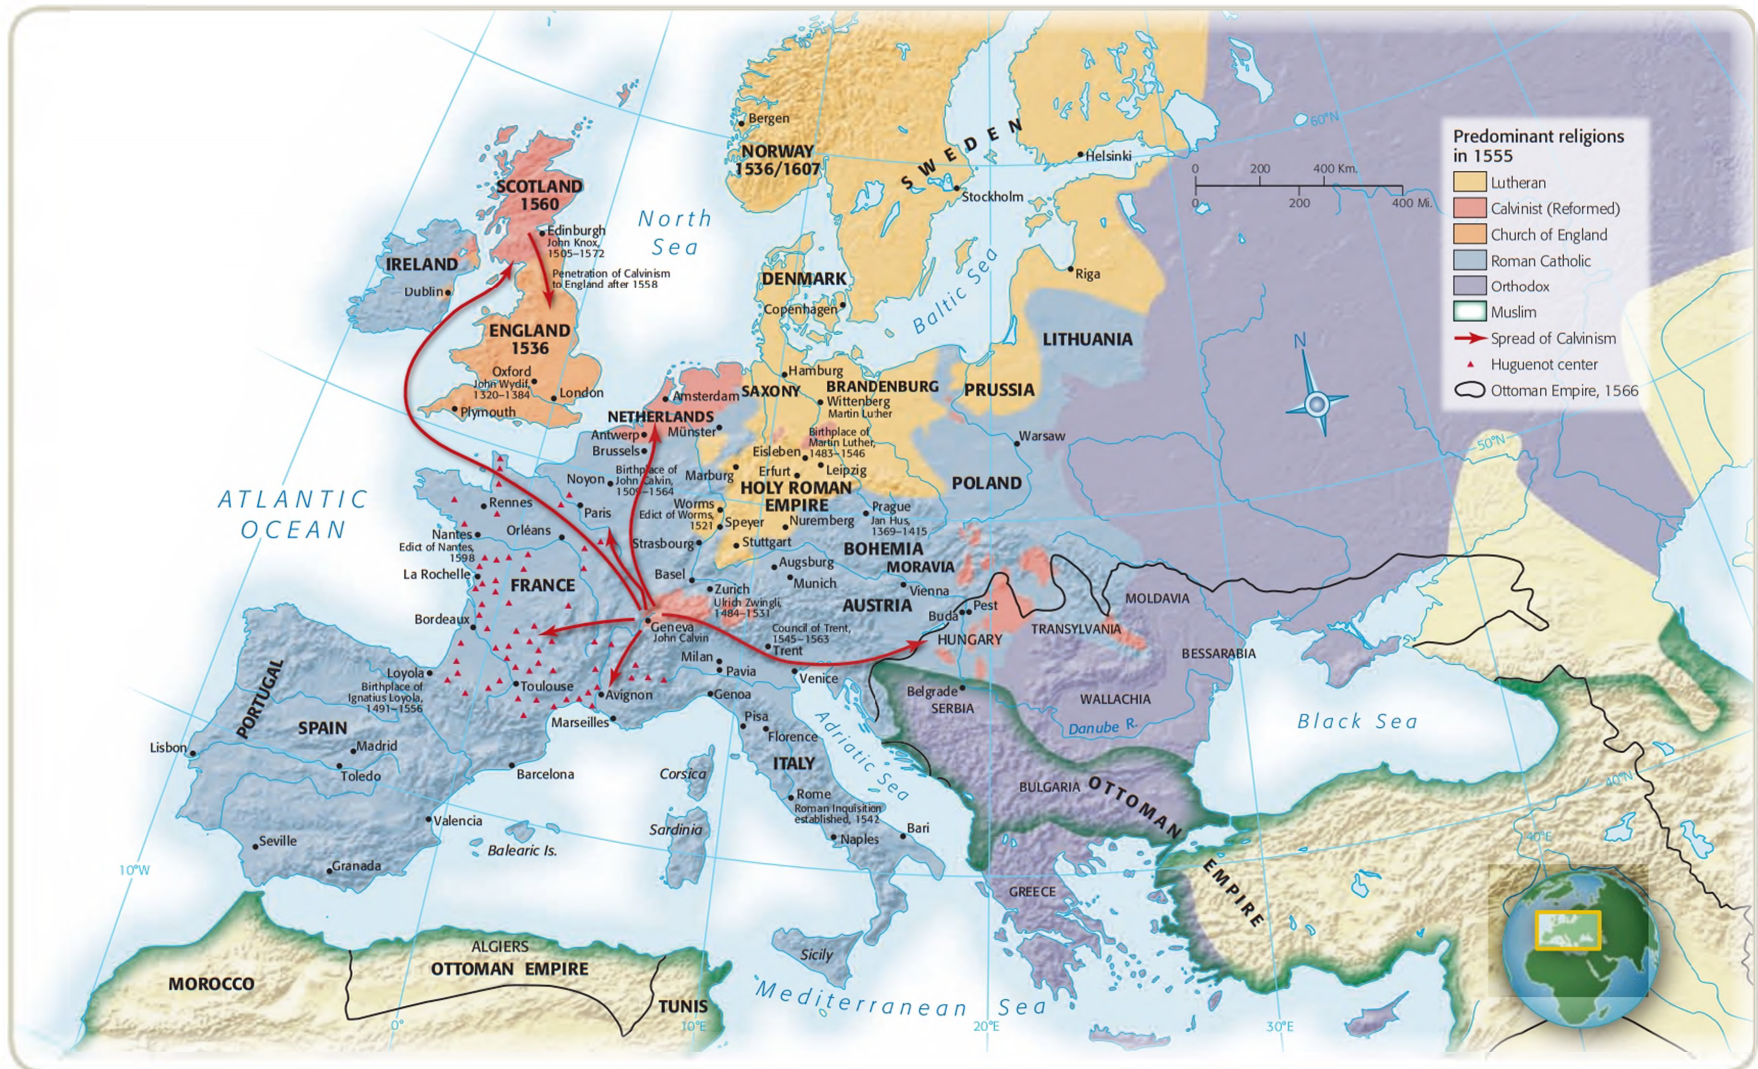 Bergen
NORWAY
1536/1607
SWEDEN
60°N
Helsinki
Stockholm
Predominant religions
in 1555
Lutheran
Calvinist (Reformed)
Church of England
Roman Catholic
Orthodox
Muslim
Spread of Calvinism
Huguenot center
Ottoman Empire, 1566
0 200 400 Km.
0 200 400 Mi.
SCOTLAND
1560
North
Sea
Edinburgh
John Knox,
1505–1572
Penetration of Calvinism
to England after 1558
IRELAND
Dublin
DENMARK
Copenhagen
Baltic Sea
Riga
LITHUANIA
N
ENGLAND
1536
Oxford
John Wydif,
1320–1384
London
Plymouth
Hamburg
SAXONY
BRANDENBURG
PRUSSIA
Wittenberg
Martin Luther
Amsterdam
NETHERLANDS
Münster
Antwerp
Brussels
Birthplace of
Martin Luther,
1483–1546
Eisleben
Erfurt
Leipzig
Warsaw
50°N
Noyon
Birthplace of
John Calvin,
1509–1564
Marburg
HOLY ROMAN
EMPIRE
POLAND
ATLANTIC
OCEAN
Rennes
Paris
Worms
Edict of Worms,
1521
Speyer
Nuremberg
Prague
Jan Hus,
1369–1415
Nantes
Edict of Nantes,
1598
Orléans
Strasbourg
Stuttgart
BOHEMIA
MORAVIA
La Rochelle
FRANCE
Basel
Augsburg
Munich
Zurich
Ulrich Zwingli,
1484–1531
Vienna
AUSTRIA
Buda
Pest
MOLDAVIA
Bordeaux
Geneva
John Calvin
Council of Trent,
1545–1563
Trent
HUNGARY
TRANSYLVANIA
BESSARABIA
Milan
Pavia
Venice
Loyola
Birthplace of
Ignatius Loyola,
1491–1556
Toulouse
Avignon
Genoa
Belgrade
SERBIA
WALLACHIA
Danube R.
Black Sea
PORTUGAL
SPAIN
Marseilles
Pisa
Florence
Adriatic Sea
Lisbon
Madrid
Toledo
Barcelona
Corsica
ITALY
BULGARIA
OTTOMAN
EMPIRE
40°N
40°E
Rome
Roman Inquisition
established, 1542
Valencia
Sardinia
Naples
Bari
Seville
Balearic Is.
Granada
10°W
GREECE
Sicily
ALGIERS
OTTOMAN EMPIRE
MOROCCO
TUNIS
Mediterranean Sea
0°
10°E
20°E
30°E